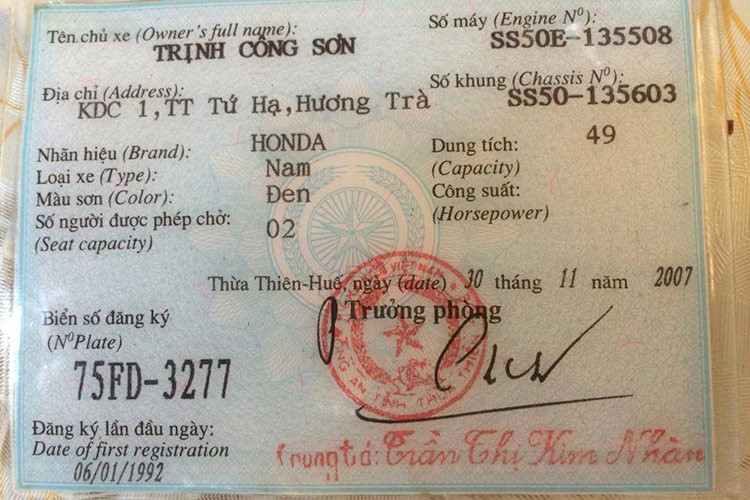 Tên chủ xe (Owner's full name):
TRỊNH CÔNG SƠN
Số máy (Engine N⁰):
SS50E-135508
Địa chỉ (Address):
KDC 1,TT Tứ Hạ,Hương Trà
Số khung (Chassis N⁰):
SS50-135603
Nhãn hiệu (Brand): HONDA
Dung tích: 49
(Capacity)
Loại xe (Type): Nam
Màu sơn (Color): Đen
Công suất:
(Horsepower)
Số người được phép chở: 02
(Seat capacity)
Thừa Thiên-Huế, ngày (date) 30 tháng 11 năm 2007
Trưởng phòng
Biển số đăng ký
(N⁰Plate)
75FD-3277
Đăng ký lần đầu ngày:
Date of first registration
06/01/1992
Trung tá: Trần Thị Kim Nhàn